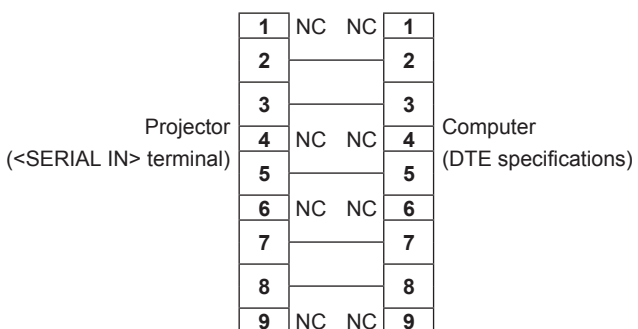 1 NC NC 1
2 2
3 3
Projector
(<SERIAL IN> terminal)
4 NC NC 4
Computer
(DTE specifications)
5 5
6 NC NC 6
7 7
8 8
9 NC NC 9